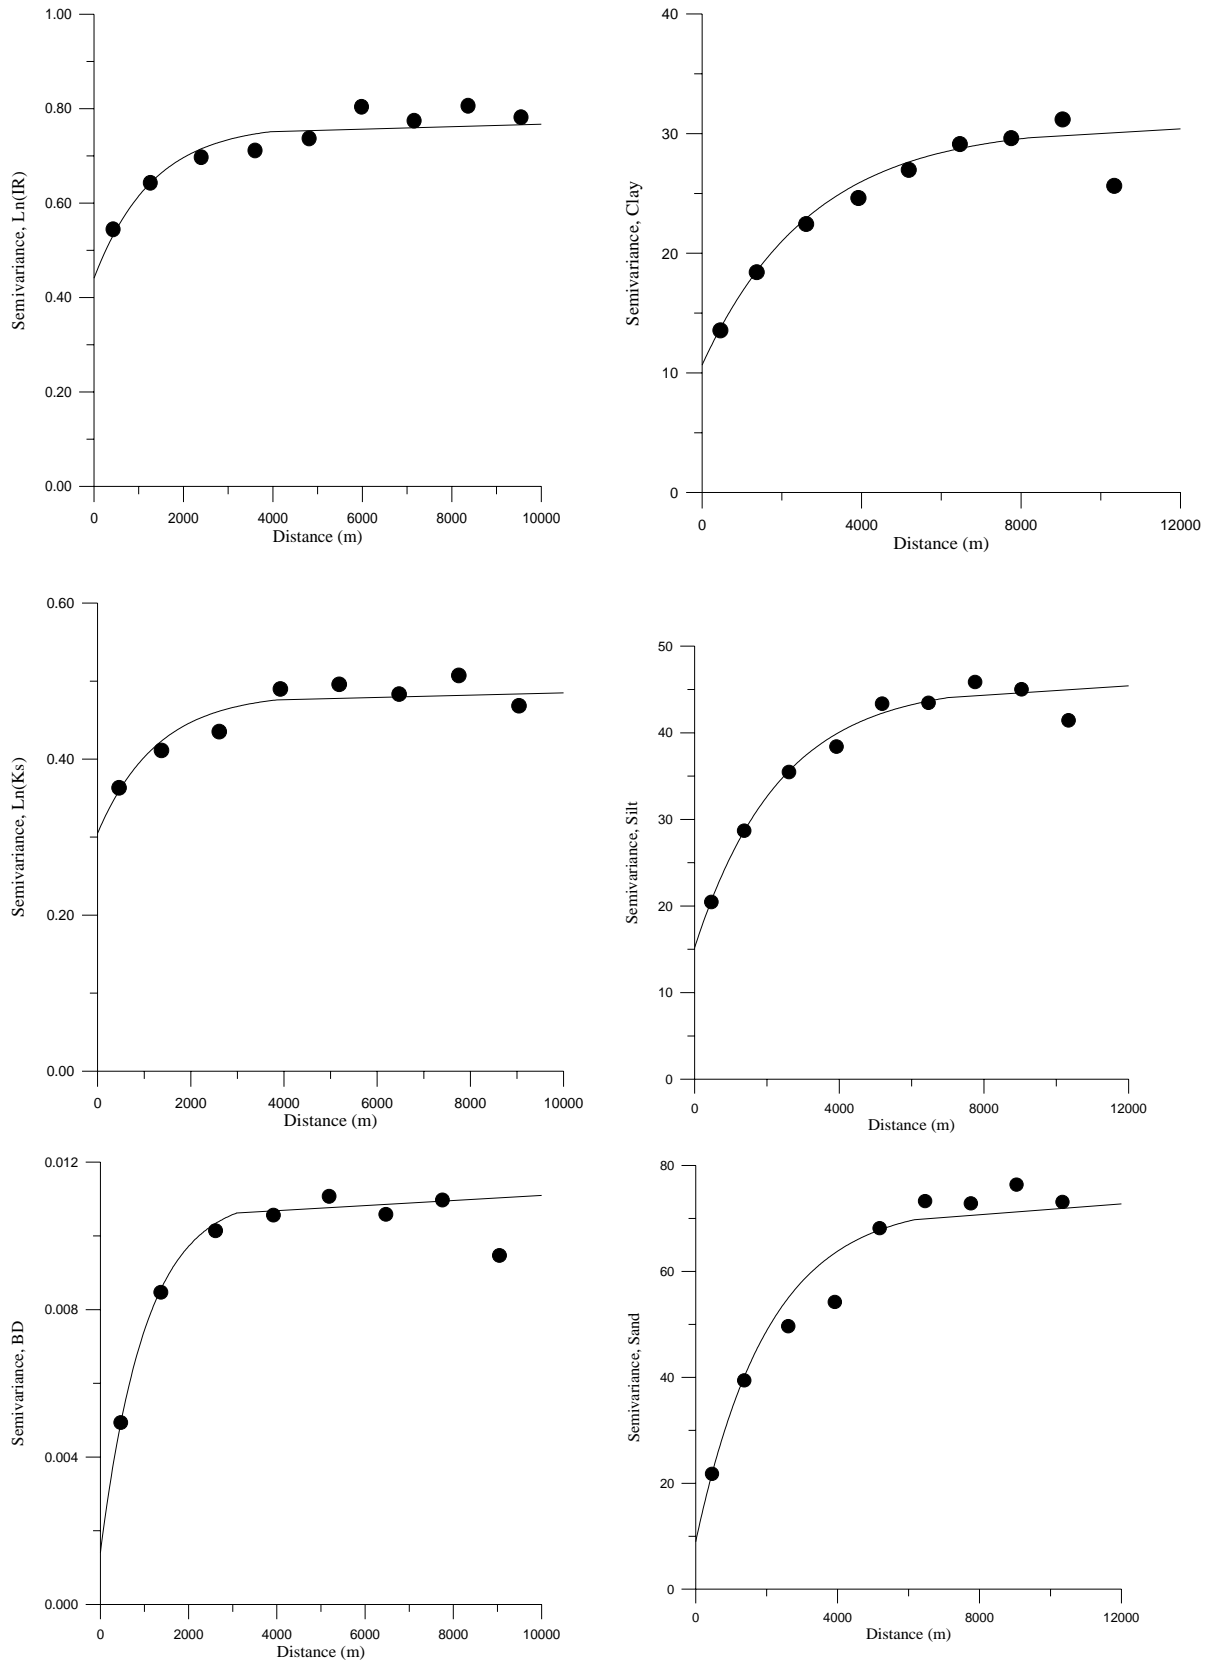 1.00
0.80
0.60
0.40
0.20
0.00
Semivariance, Ln(IR)
0 2000 4000 6000 8000 10000
Distance (m)
40
30
20
10
0
Semivariance, Clay
0 4000 8000 12000
Distance (m)
0.60
0.40
0.20
0.00
Semivariance, Ln(Ks)
0 2000 4000 6000 8000 10000
Distance (m)
50
40
30
20
10
0
Semivariance, Silt
0 4000 8000 12000
Distance (m)
0.012
0.008
0.004
0.000
Semivariance, BD
0 2000 4000 6000 8000 10000
Distance (m)
80
60
40
20
0
Semivariance, Sand
0 4000 8000 12000
Distance (m)